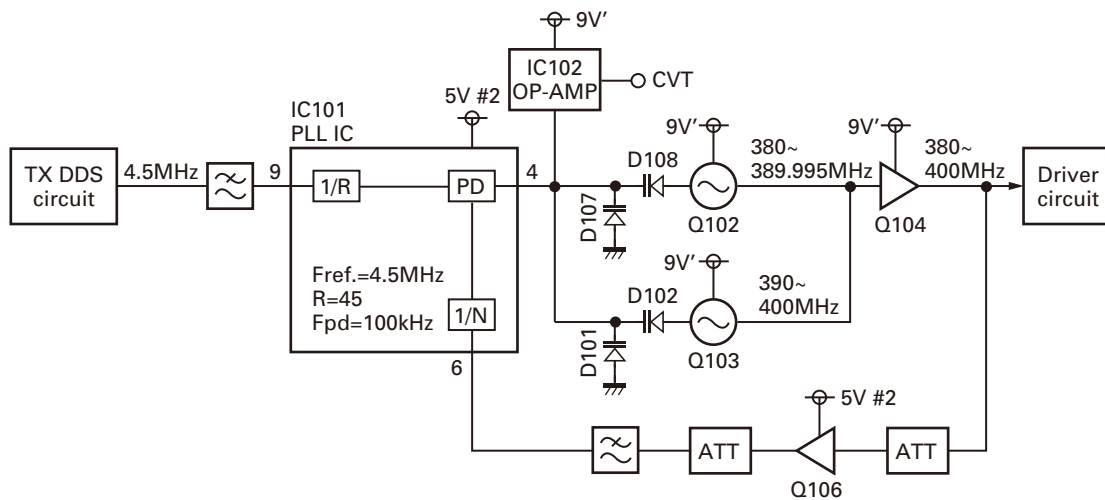 9V'
IC102
OP-AMP
CVT
5V #2
IC101
PLL IC
TX DDS
circuit
4.5MHz
9
1/R
PD
4
D108
D107
9V'
380~
389.995MHz
Q102
9V'
Q104
380~
400MHz
Driver
circuit
Fref.=4.5MHz
R=45
Fpd=100kHz
1/N
6
D102
D101
9V'
390~
400MHz
Q103
5V #2
ATT
Q106
ATT